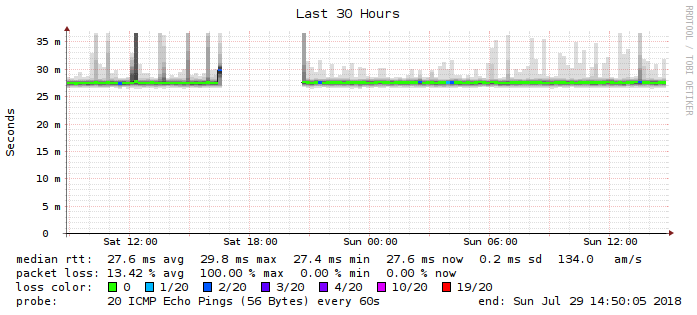 Last 30 Hours
RRDTOOL / TOBI OETIKER
Seconds
35 m
30 m
25 m
20 m
15 m
10 m
5 m
0
Sat 12:00 Sat 18:00 Sun 00:00 Sun 06:00 Sun 12:00
median rtt: 27.6 ms avg 29.8 ms max 27.4 ms min 27.6 ms now 0.2 ms sd 134.0 am/s
packet loss: 13.42 % avg 100.00 % max 0.00 % min 0.00 % now
loss color: 0 1/20 2/20 3/20 4/20 10/20 19/20
probe: 20 ICMP Echo Pings (56 Bytes) every 60s end: Sun Jul 29 14:50:05 2018